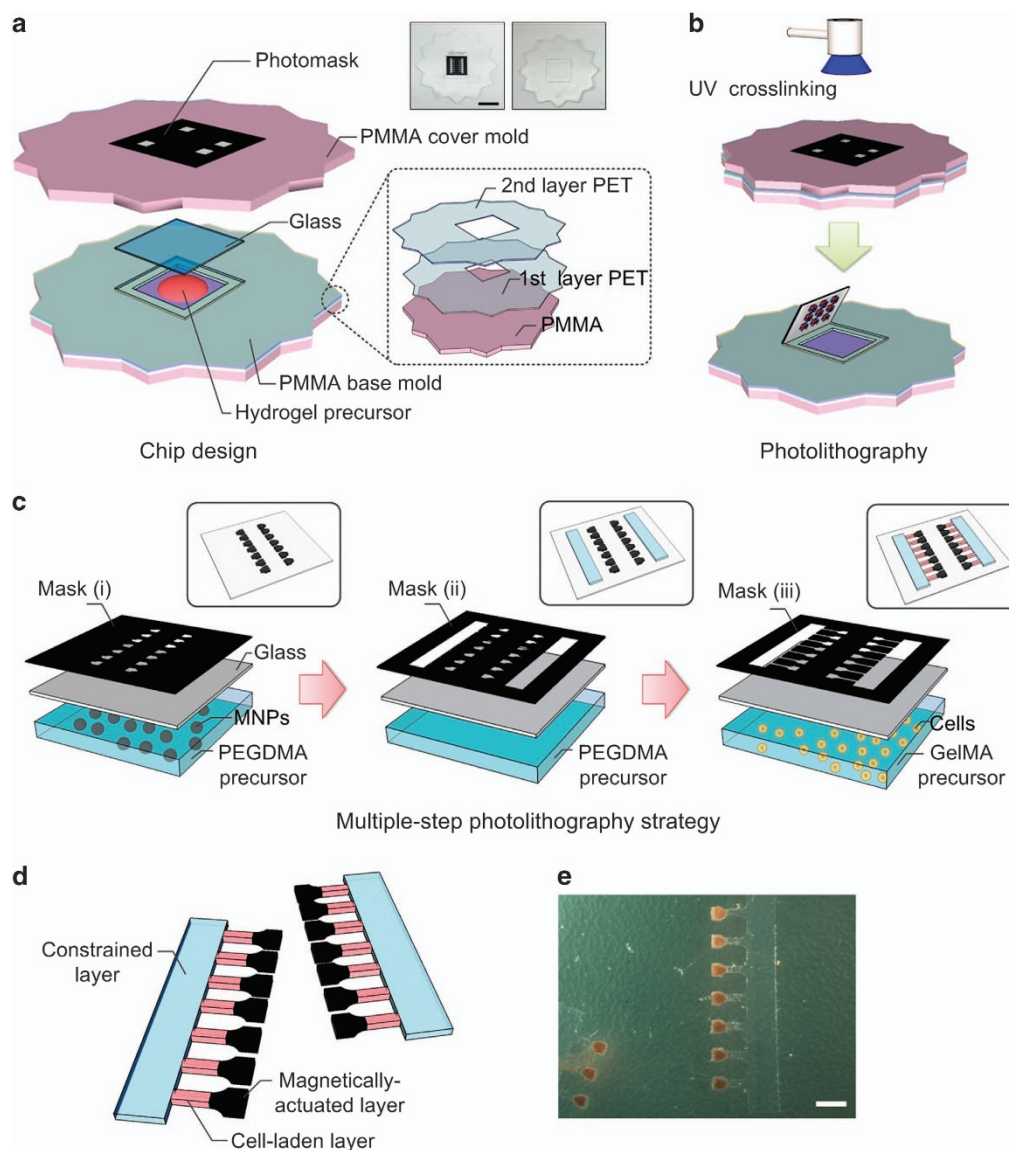 a
Photomask
PMMA cover mold
2nd layer PET
Glass
1st layer PET
PMMA
PMMA base mold
Hydrogel precursor
Chip design
b
UV crosslinking
Photolithography
c
Mask (i)
Glass
MNPs
PEGDMA
precursor
Mask (ii)
PEGDMA
precursor
Mask (iii)
Cells
GelMA
precursor
Multiple-step photolithography strategy
d
Constrained
layer
Magnetically-
actuated layer
Cell-laden layer
e